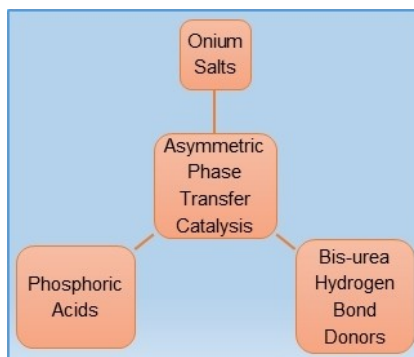 Onium
Salts
Asymmetric
Phase
Transfer
Catalysis
Phosphoric
Acids
Bis-urea
Hydrogen
Bond
Donors